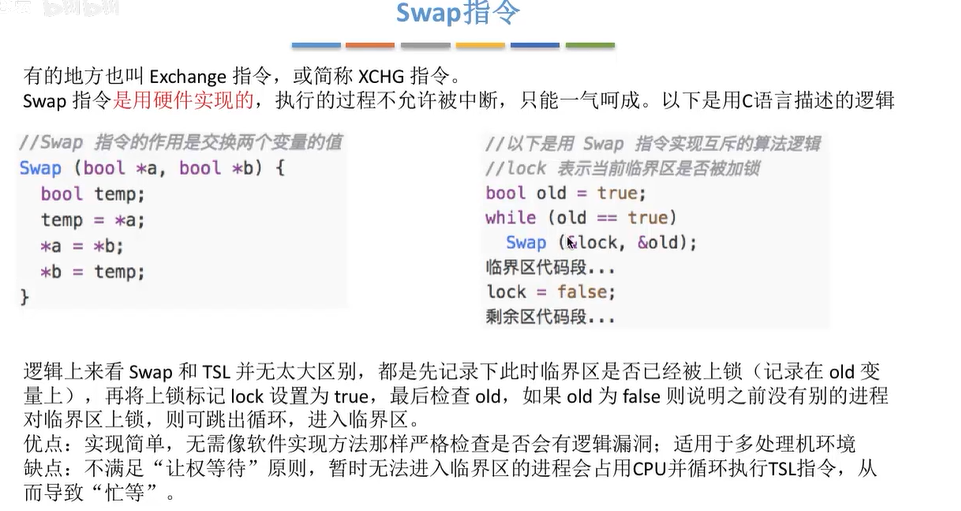 Swap指令
有的地方也叫 Exchange 指令，或简称 XCHG 指令。
Swap 指令是用硬件实现的，执行的过程不允许被中断，只能一气呵成。以下是用C语言描述的逻辑
//Swap 指令的作用是交换两个变量的值
Swap (bool *a, bool *b) {
bool temp;
temp = *a;
*a = *b;
*b = temp;
}
//以下是用 Swap 指令实现互斥的算法逻辑
//lock 表示当前临界区是否被加锁
bool old = true;
while (old == true)
Swap (&lock, &old);
临界区代码段...
lock = false;
剩余区代码段...
逻辑上来看 Swap 和 TSL 并无太大区别，都是先记录下此时临界区是否已经被上锁（记录在 old 变
量上），再将上锁标记 lock 设置为 true，最后检查 old，如果 old 为 false 则说明之前没有别的进程
对临界区上锁，则可跳出循环，进入临界区。
优点：实现简单，无需像软件实现方法那样严格检查是否会有逻辑漏洞；适用于多处理机环境
缺点：不满足“让权等待”原则，暂时无法进入临界区的进程会占用CPU并循环执行TSL指令，从
而导致“忙等”。